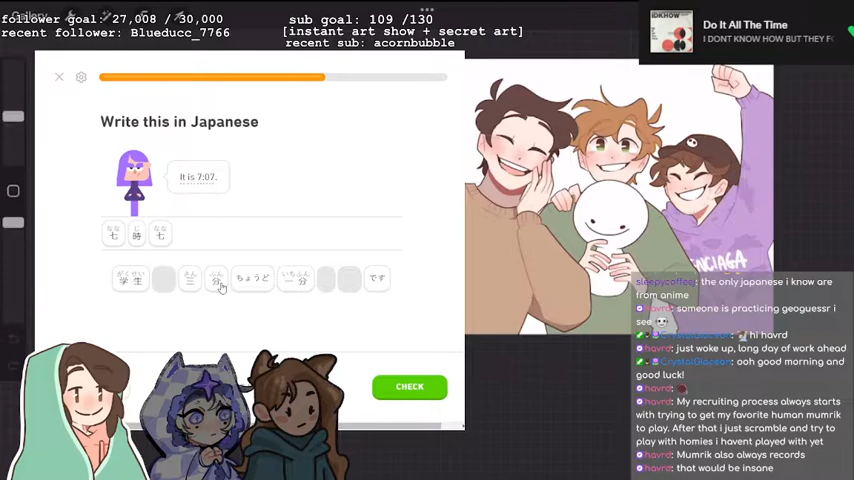 Gallery
follower goal: 27,008 / 30,000
recent follower: Blueducc_7766
sub goal: 109 /130
[instant art show + secret art]
recent sub: acornbubble
Do It All The Time
I DONT KNOW HOW BUT THEY F
IDKHOW
Write this in Japanese
It is 7:07.
なな じ なな
七 時 七
がくせい さん ふん いちふん
学生 三 分 ちょうど 一分 です
CHECK
sleepycoffee: the only japanese i know are
from anime
havrd: someone is practicing geoguessr i
see
CrystalGlacean: hi havrd
havrd: just woke up, long day of work ahead
CrystalGlacean: ooh good morning and
good luck!
havrd:
havrd: My recruiting process always starts
with trying to get my favorite human mumrik
to play. After that i just scramble and try to
play with homies i havent played with yet
havrd: Mumrik also always records
havrd: that would be insane